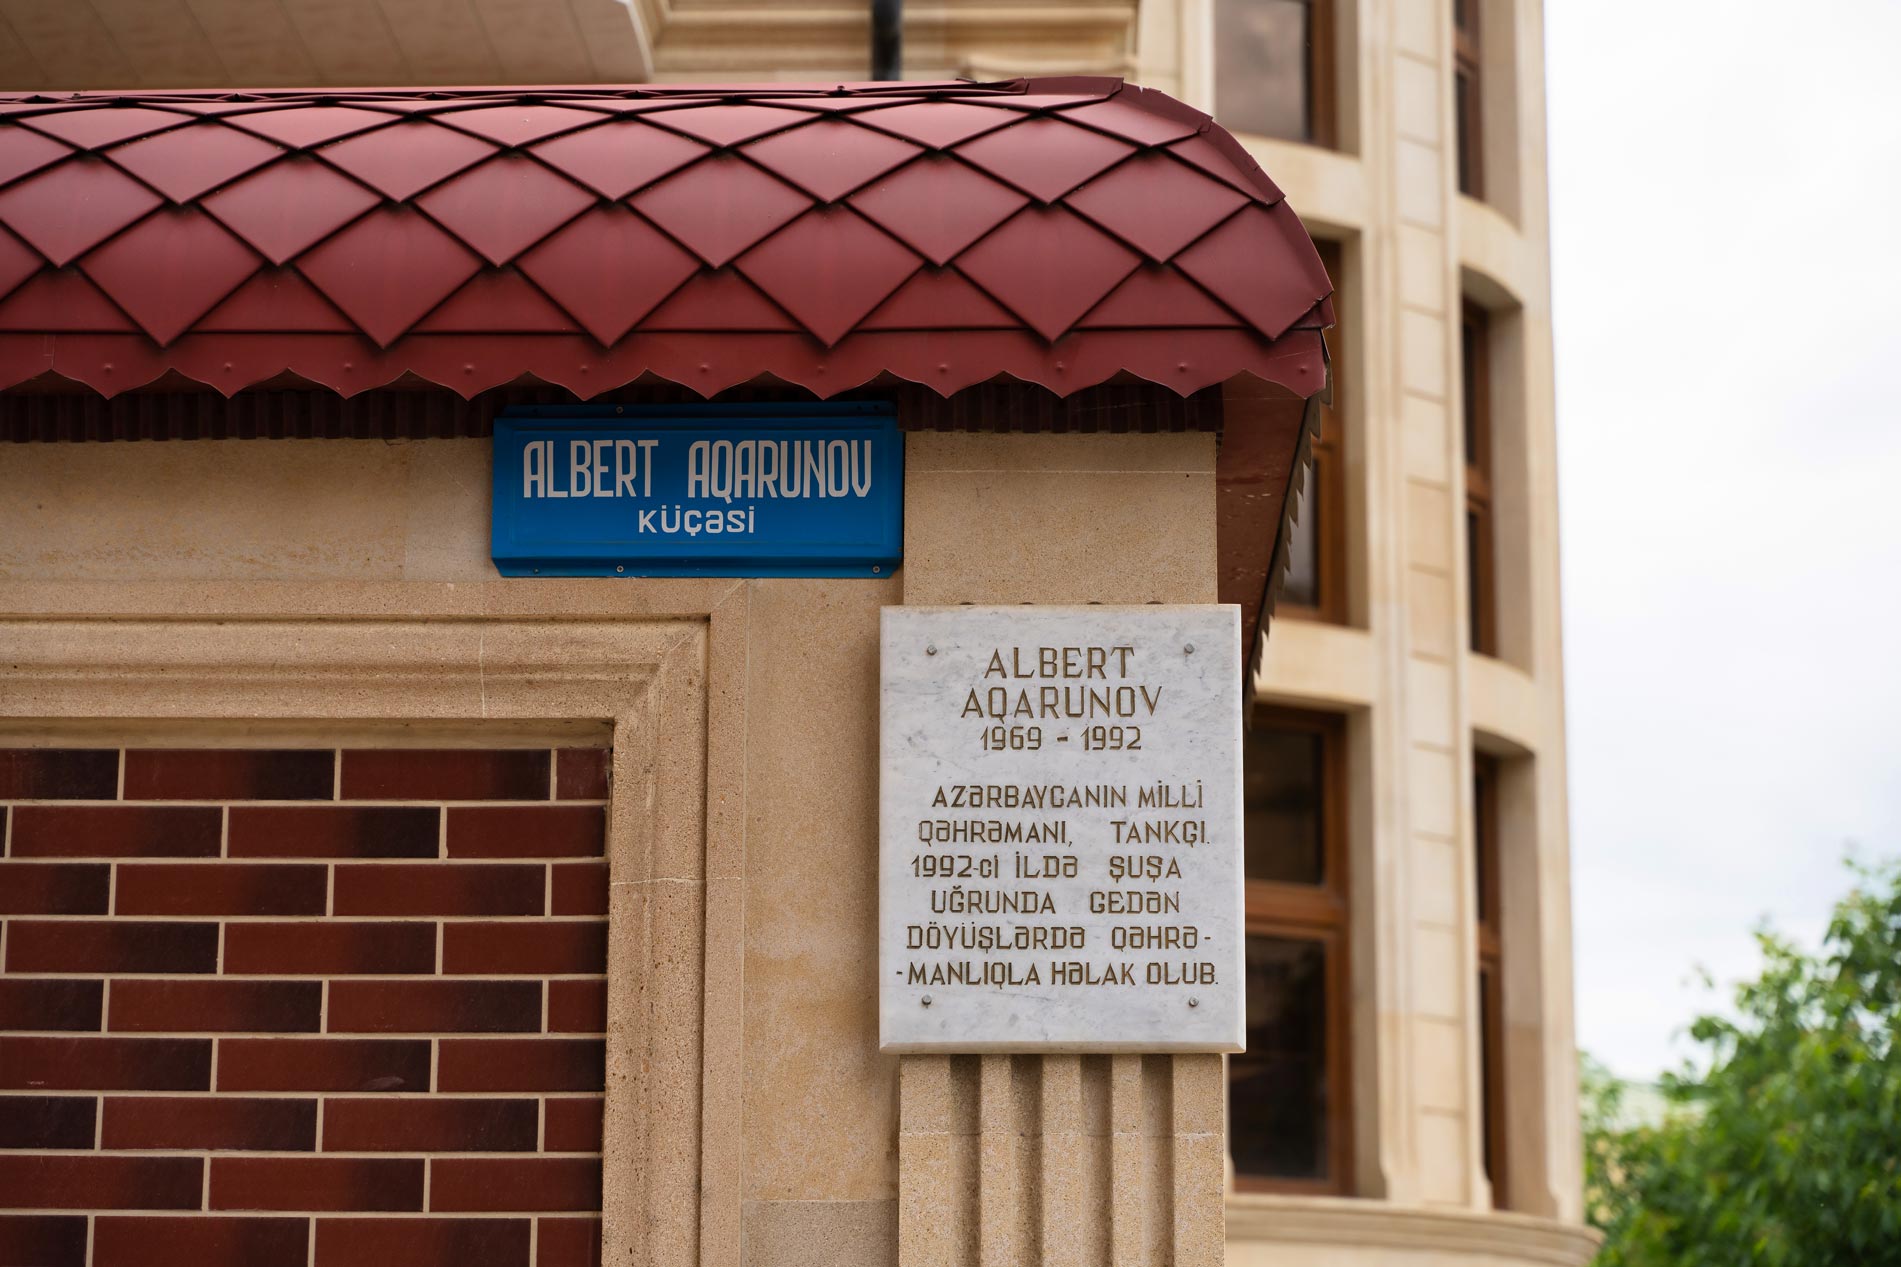 ALBERT AQARUNOV
KÜÇƏSİ
ALBERT
AQARUNOV
1969 - 1992
AZƏRBAYCANIN MİLLİ
QƏHRƏMANI, TANKÇI.
1992-Cİ İLDƏ ŞUŞA
UĞRUNDA GEDƏN
DÖYÜŞLƏRDƏ QƏHRƏ-
-MANLIQLA HƏLAK OLUB.